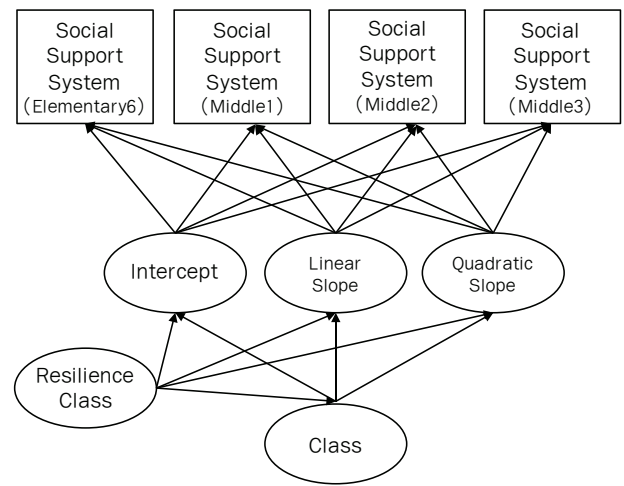 Social
Support
System
(Elementary6)
Social
Support
System
(Middle1)
Social
Support
System
(Middle2)
Social
Support
System
(Middle3)
Intercept
Linear
Slope
Quadratic
Slope
Resilience
Class
Class